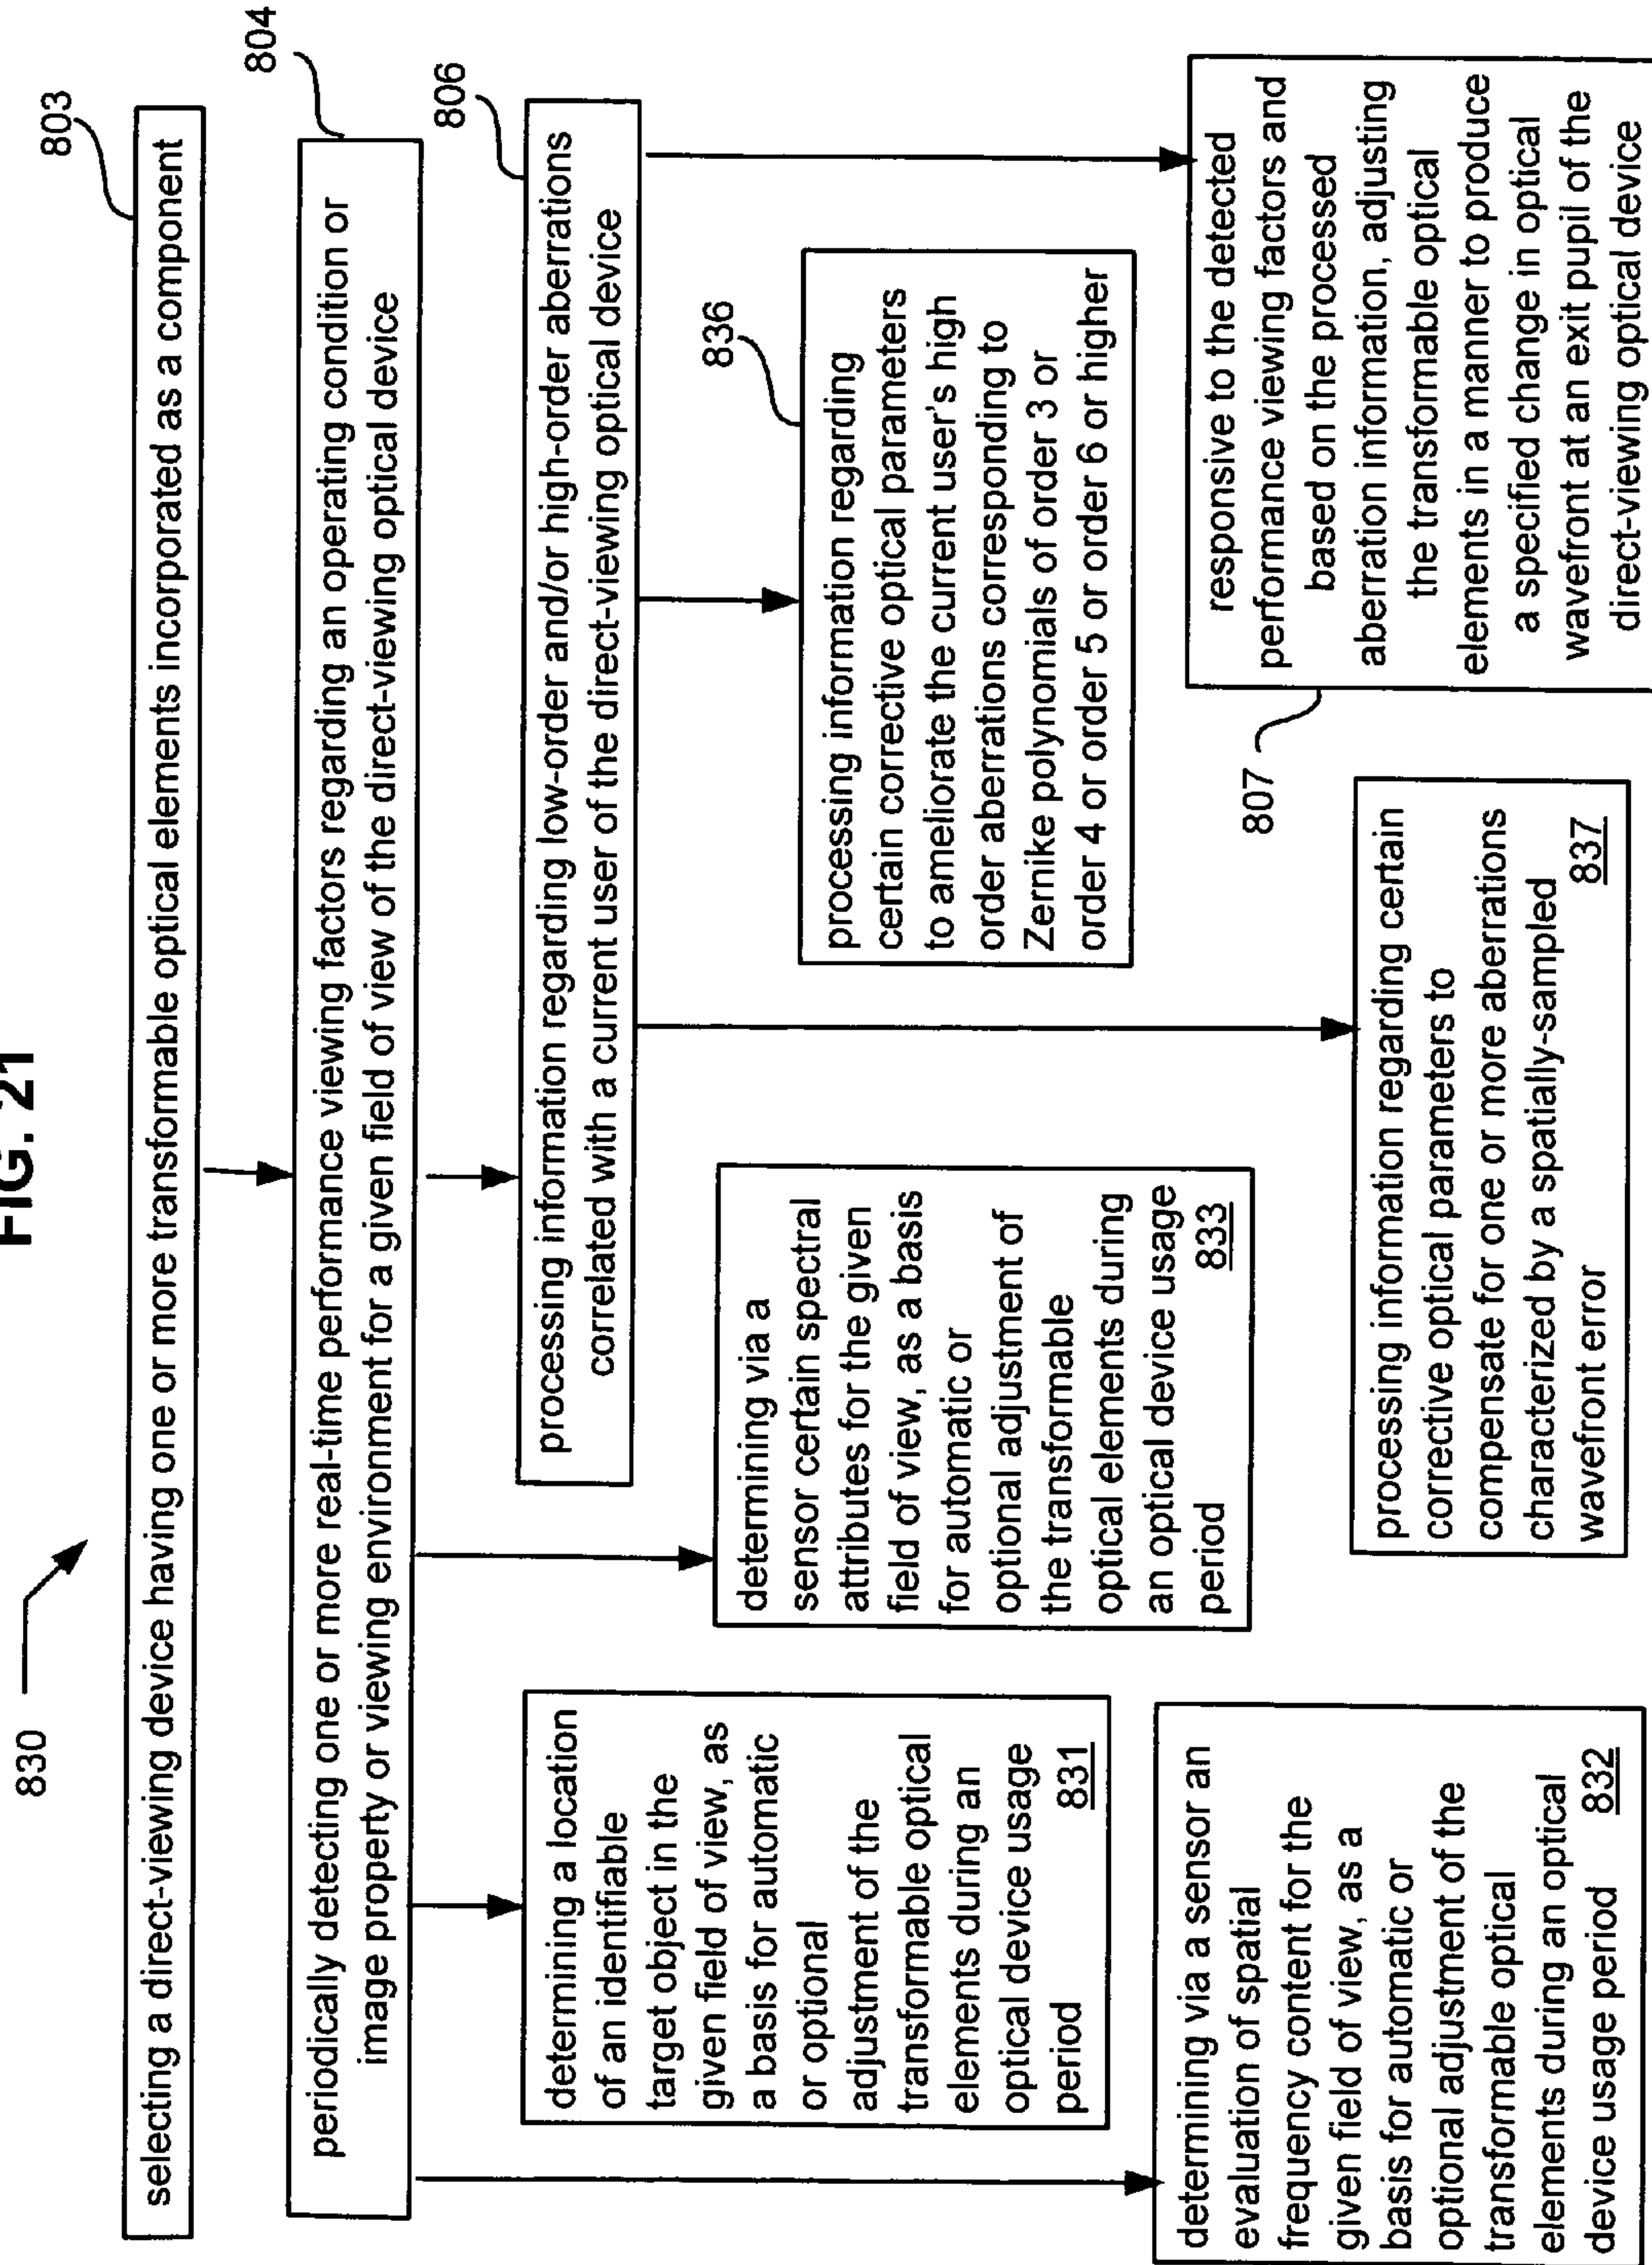 FIG. 21
830
803
selecting a direct-viewing device having one or more transformable optical elements incorporated as a component
804
periodically detecting one or more real-time performance viewing factors regarding an operating condition or
image property or viewing environment for a given field of view of the direct-viewing optical device
806
processing information regarding low-order and/or high-order aberrations
correlated with a current user of the direct-viewing optical device
determining a location
of an identifiable
target object in the
given field of view, as
a basis for automatic
or optional
adjustment of the
transformable optical
elements during an
optical device usage
period 831
determining via a sensor an
evaluation of spatial
frequency content for the
given field of view, as a
basis for automatic or
optional adjustment of the
transformable optical
elements during an optical
device usage period 832
determining via a
sensor certain spectral
attributes for the given
field of view, as a basis
for automatic or
optional adjustment of
the transformable
optical elements during
an optical device usage
period 833
836
processing information regarding
certain corrective optical parameters
to ameliorate the current user's high
order aberrations corresponding to
Zernike polynomials of order 3 or
order 4 or order 5 or order 6 or higher
processing information regarding certain
corrective optical parameters to
compensate for one or more aberrations
characterized by a spatially-sampled
wavefront error 837
807
responsive to the detected
performance viewing factors and
based on the processed
aberration information, adjusting
the transformable optical
elements in a manner to produce
a specified change in optical
wavefront at an exit pupil of the
direct-viewing optical device